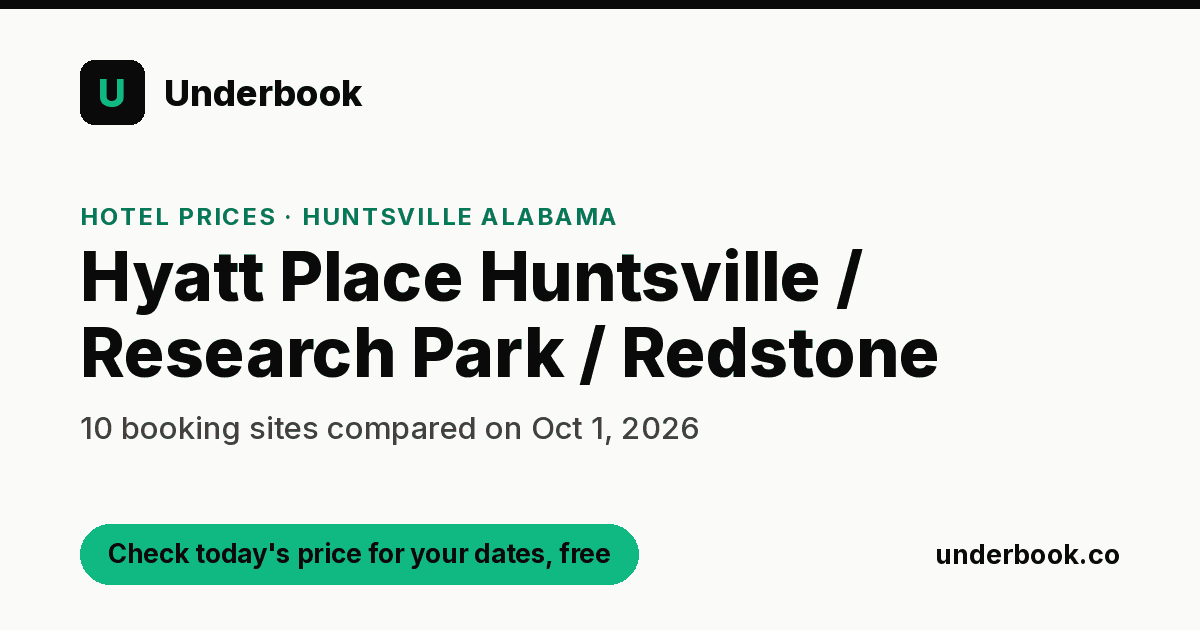 U
Underbook
HOTEL PRICES · HUNTSVILLE ALABAMA
Hyatt Place Huntsville /
Research Park / Redstone
10 booking sites compared on Oct 1, 2026
Check today's price for your dates, free
underbook.co